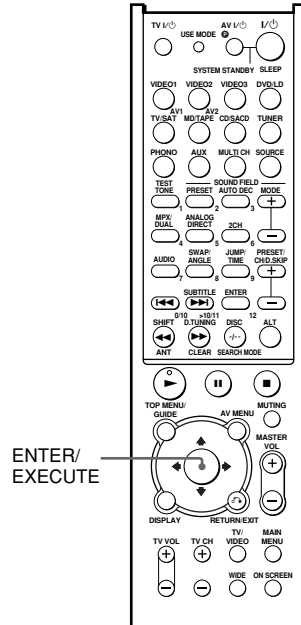 TV I/⏻ AV I/⏻ I/⏻
USE MODE P
SYSTEM STANDBY SLEEP
VIDEO1 VIDEO2 VIDEO3 DVD/LD
AV1 AV2
TV/SAT MD/TAPE CD/SACD TUNER
PHONO AUX MULTI CH SOURCE
TEST SOUND FIELD
TONE PRESET AUTO DEC MODE
1 2 3 +
MPX/ ANALOG
DUAL DIRECT 2CH –
4 5 6
SWAP/ JUMP/ PRESET/
AUDIO ANGLE TIME CH/D.SKIP
7 8 9 +
SUBTITLE ENTER
⏮ ⏭ –
0/10 >10/11 12
SHIFT D.TUNING DISC ALT
◀◀ ▶▶ -/--
ANT CLEAR SEARCH MODE
TOP MENU/ MUTING
GUIDE AV MENU
MASTER
VOL
+
ENTER/
EXECUTE
–
DISPLAY RETURN/EXIT
TV VOL TV CH TV/ MAIN
VIDEO MENU
+ +
WIDE ON SCREEN
– –